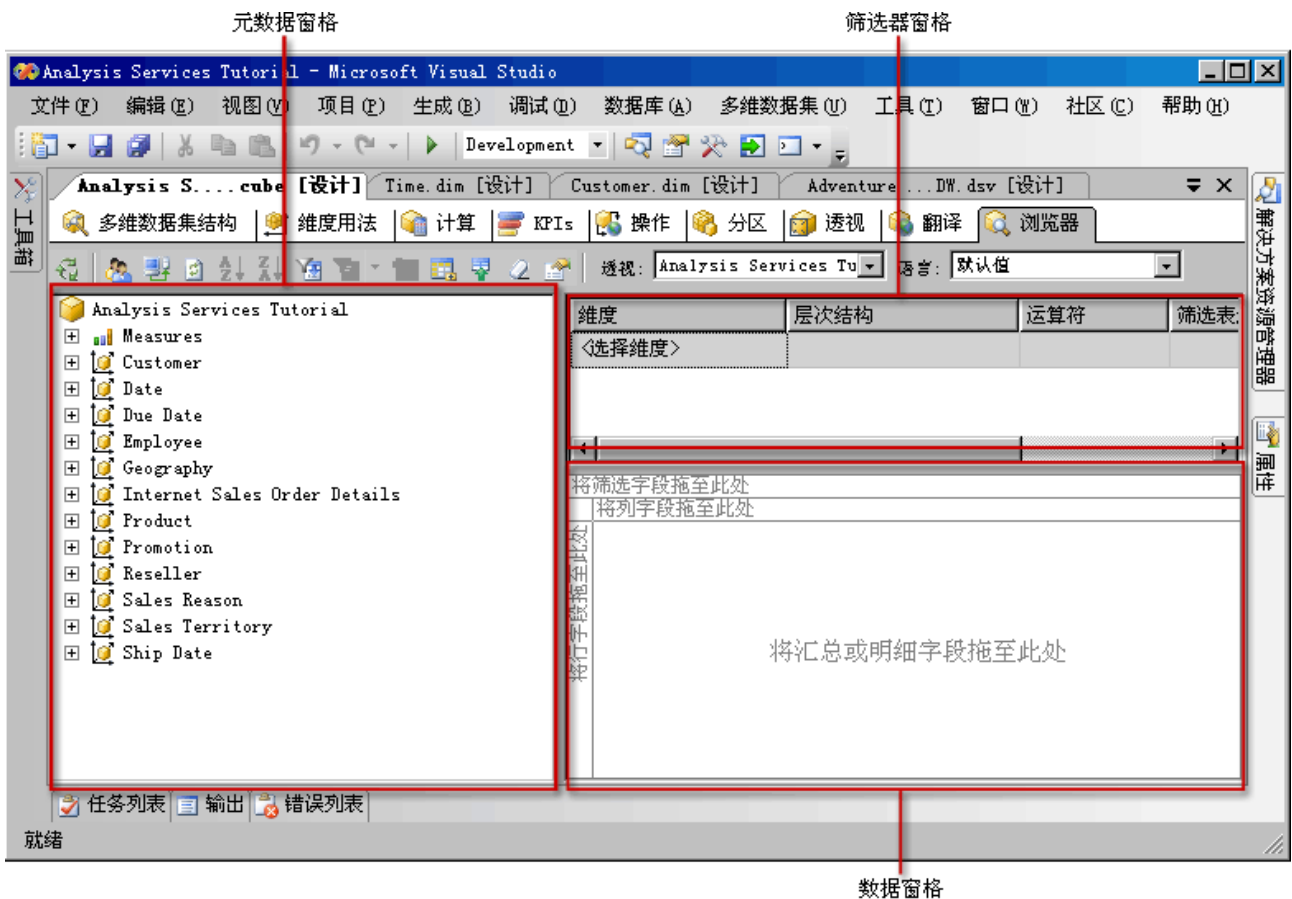 元数据窗格
筛选器窗格
Analysis Services Tutorial - Microsoft Visual Studio
文件(F) 编辑(E) 视图(V) 项目(P) 生成(B) 调试(D) 数据库(A) 多维数据集(U) 工具(T) 窗口(W) 社区(C) 帮助(H)
Development
Analysis S....cube [设计] Time.dim [设计] Customer.dim [设计] Adventure ...DW.dsv [设计]
多维数据集结构 维度用法 计算 KPIs 操作 分区 透视 翻译 浏览器
透视: Analysis Services Tu 语言: 默认值
工具箱
Analysis Services Tutorial
Measures
Customer
Date
Due Date
Employee
Geography
Internet Sales Order Details
Product
Promotion
Reseller
Sales Reason
Sales Territory
Ship Date
维度 层次结构 运算符 筛选表
<选择维度>
将筛选字段拖至此处
将列字段拖至此处
将行字段拖至此处
将汇总或明细字段拖至此处
解决方案资源管理器
属性
任务列表 输出 错误列表
就绪
数据窗格